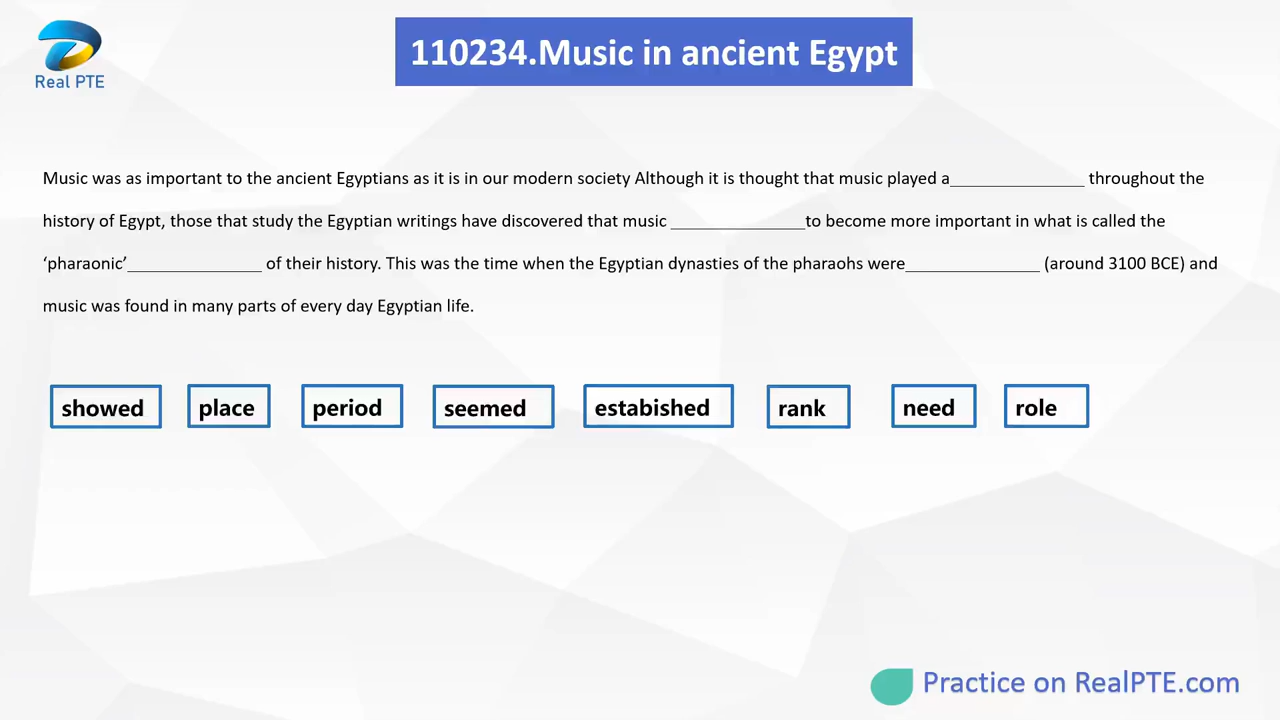 Real PTE
110234.Music in ancient Egypt
Music was as important to the ancient Egyptians as it is in our modern society Although it is thought that music played a______________ throughout the
history of Egypt, those that study the Egyptian writings have discovered that music ______________to become more important in what is called the
‘pharaonic’______________ of their history. This was the time when the Egyptian dynasties of the pharaohs were______________ (around 3100 BCE) and
music was found in many parts of every day Egyptian life.
showed place period seemed estabished rank need role
Practice on RealPTE.com